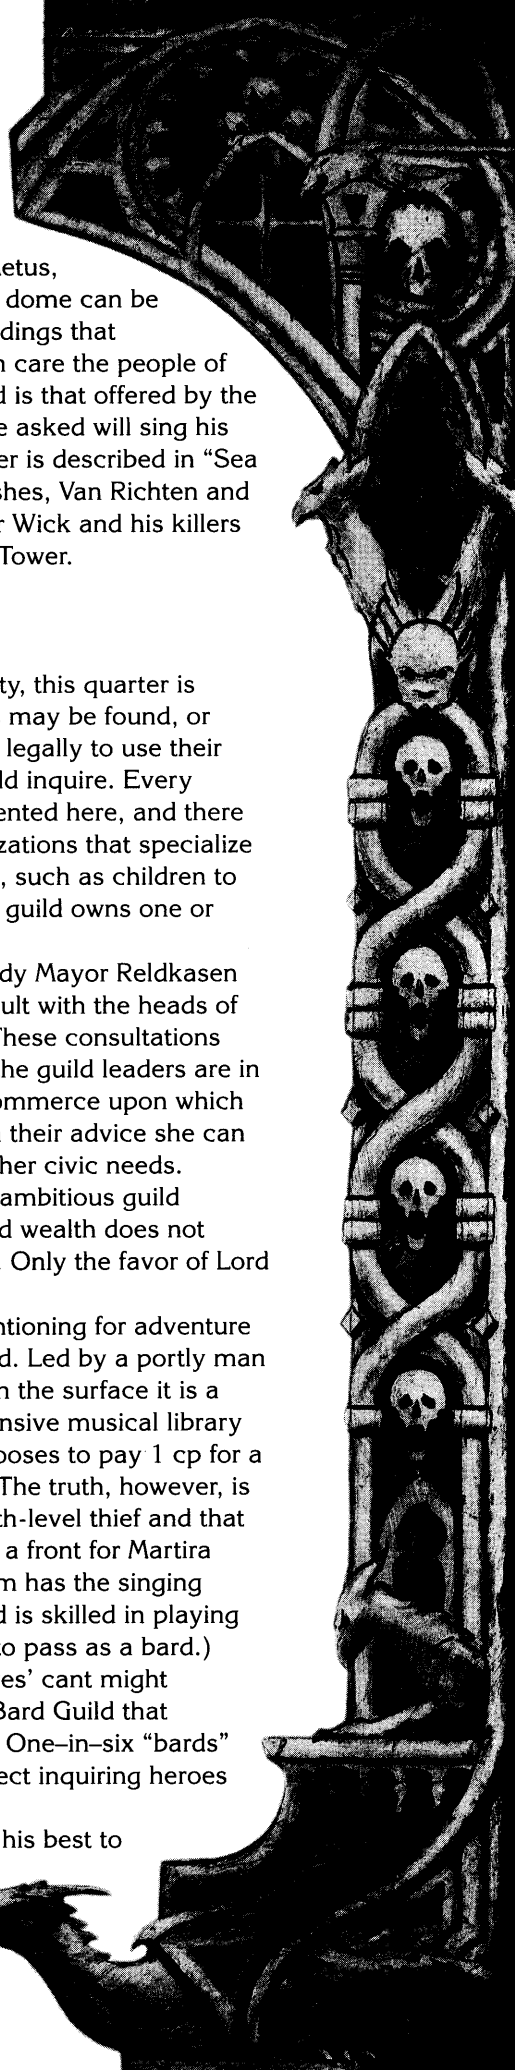 etus,
dome can be
dings that
care the people of
is that offered by the
asked will sing his
er is described in “Sea
shes, Van Richten and
Wick and his killers
Tower.
ty, this quarter is
may be found, or
legally to use their
ld inquire. Every
ented here, and there
zations that specialize
, such as children to
guild owns one or
dy Mayor Reldkasen
ult with the heads of
These consultations
he guild leaders are in
ommerce upon which
their advice she can
her civic needs.
ambitious guild
d wealth does not
. Only the favor of Lord
ntioning for adventure
d. Led by a portly man
n the surface it is a
nsive musical library
poses to pay 1 cp for a
The truth, however, is
th-level thief and that
a front for Martira
m has the singing
d is skilled in playing
to pass as a bard.)
es’ cant might
Bard Guild that
One–in–six “bards”
ect inquiring heroes
his best to